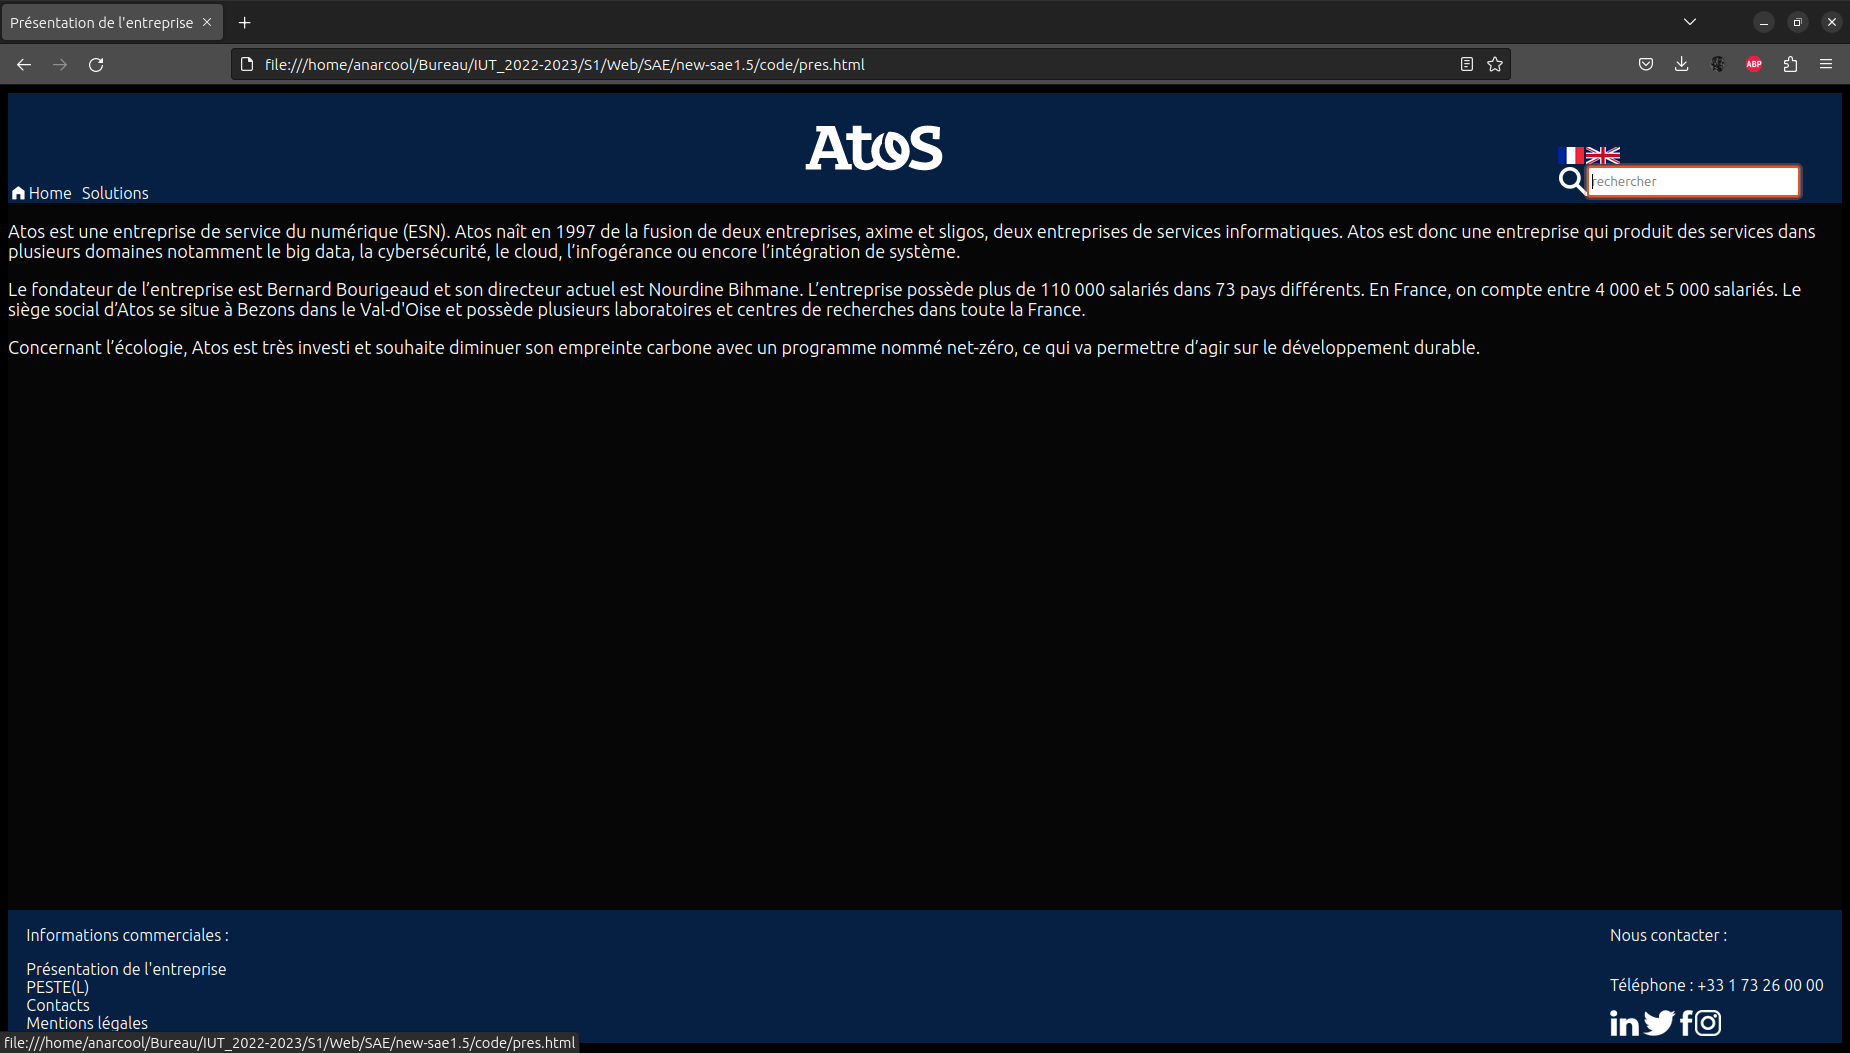 Présentation de l'entreprise
file:///home/anarcool/Bureau/IUT_2022-2023/S1/Web/SAE/new-sae1.5/code/pres.html
ABP
Atos
rechercher
Home Solutions
Atos est une entreprise de service du numérique (ESN). Atos naît en 1997 de la fusion de deux entreprises, axime et sligos, deux entreprises de services informatiques. Atos est donc une entreprise qui produit des services dans
plusieurs domaines notamment le big data, la cybersécurité, le cloud, l’infogérance ou encore l’intégration de système.
Le fondateur de l’entreprise est Bernard Bourigeaud et son directeur actuel est Nourdine Bihmane. L’entreprise possède plus de 110 000 salariés dans 73 pays différents. En France, on compte entre 4 000 et 5 000 salariés. Le
siège social d’Atos se situe à Bezons dans le Val-d'Oise et possède plusieurs laboratoires et centres de recherches dans toute la France.
Concernant l’écologie, Atos est très investi et souhaite diminuer son empreinte carbone avec un programme nommé net-zéro, ce qui va permettre d’agir sur le développement durable.
Informations commerciales :
Présentation de l'entreprise
PESTE(L)
Contacts
Mentions légales
Nous contacter :
Téléphone : +33 1 73 26 00 00
file:///home/anarcool/Bureau/IUT_2022-2023/S1/Web/SAE/new-sae1.5/code/pres.html